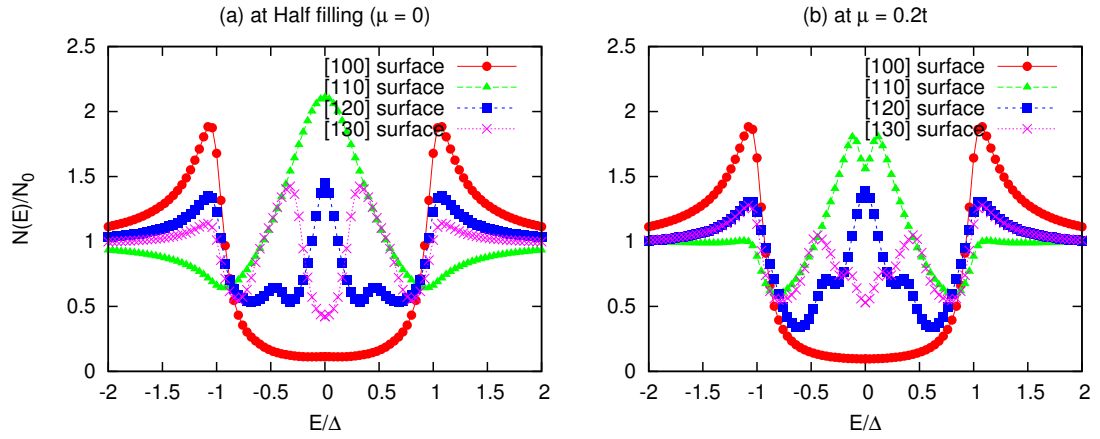 (a) at Half filling (μ = 0)
2.5
2
1.5
1
0.5
0
N(E)/N0
-2 -1.5 -1 -0.5 0 0.5 1 1.5 2
E/Δ
[100] surface
[110] surface
[120] surface
[130] surface
(b) at μ = 0.2t
2.5
2
1.5
1
0.5
0
-2 -1.5 -1 -0.5 0 0.5 1 1.5 2
E/Δ
[100] surface
[110] surface
[120] surface
[130] surface